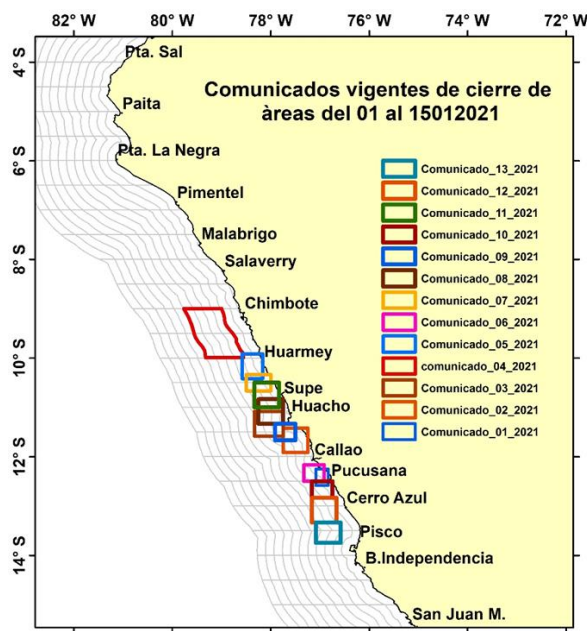 82° W
80° W
78° W
76° W
74° W
72° W
4° S
6° S
8° S
10° S
12° S
14° S
Comunicados vigentes de cierre de
àreas del 01 al 15012021
Pta. Sal
Paita
Pta. La Negra
Pimentel
Malabrigo
Salaverry
Chimbote
Huarmey
Supe
Huacho
Callao
Pucusana
Cerro Azul
Pisco
B.Independencia
San Juan M.
Comunicado_13_2021
Comunicado_12_2021
Comunicado_11_2021
Comunicado_10_2021
Comunicado_09_2021
Comunicado_08_2021
Comunicado_07_2021
Comunicado_06_2021
Comunicado_05_2021
comunicado_04_2021
Comunicado_03_2021
Comunicado_02_2021
Comunicado_01_2021